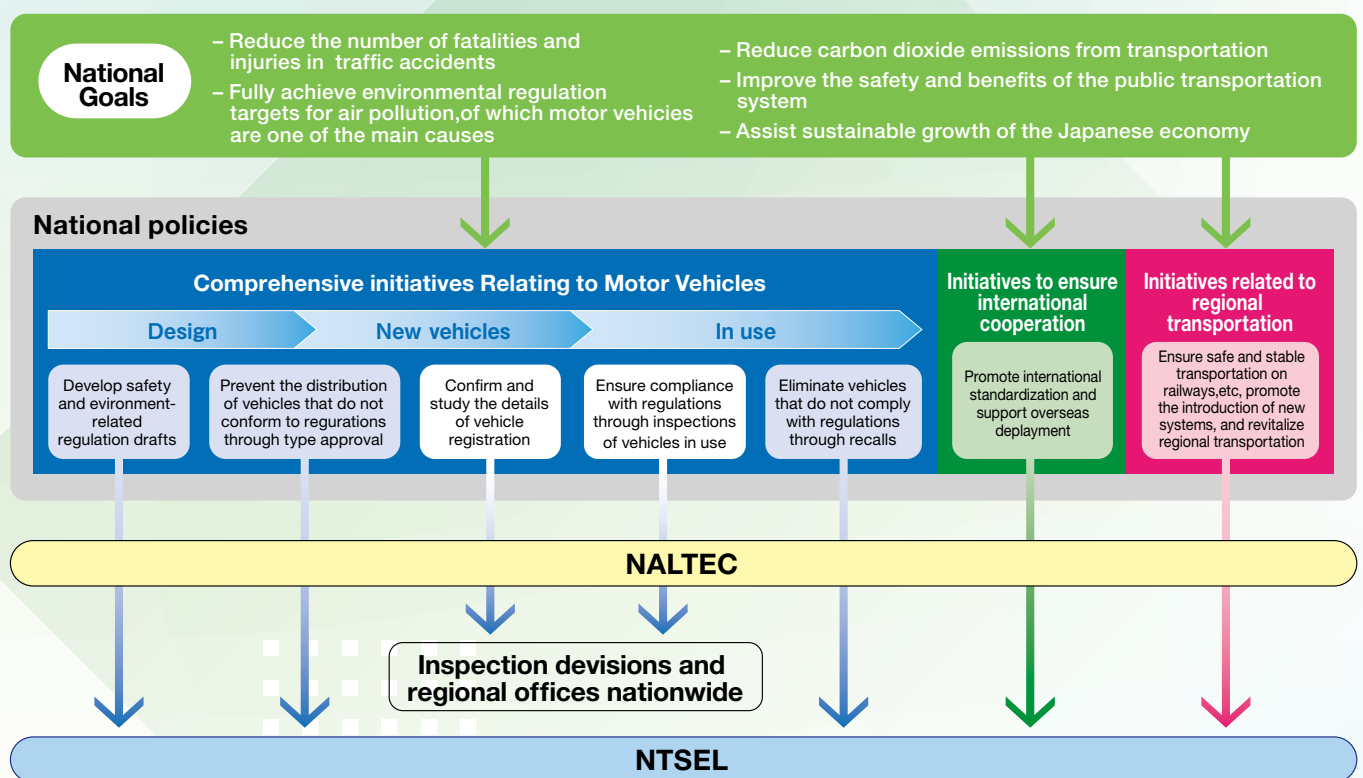 National
Goals
– Reduce the number of fatalities and
injuries in traffic accidents
– Fully achieve environmental regulation
targets for air pollution,of which motor vehicies
are one of the main causes
– Reduce carbon dioxide emissions from transportation
– Improve the safety and benefits of the public transportation
system
– Assist sustainable growth of the Japanese economy
National policies
Comprehensive initiatives Relating to Motor Vehicles
Design
New vehicles
In use
Develop safety
and evironment-
related
regulation drafts
Prevent the distribution
of vehicles that do not
conform to regurations
through type approval
Confirm and
study the details
of vehicle
registration
Ensure compliance
with regulations
through inspections
of vehicles in use
Eliminate vehicles
that do not comply
with regulations
through recalls
Initiatives to ensure
international
cooperation
Promote international
standardization and
support overseas
deplayment
Initiatives related to
regional
transportation
Ensure safe and stable
transportation on
railways,etc, promote
the introduction of new
systems, and revitalize
regional transportation
NALTEC
Inspection devisions and
regional offices nationwide
NTSEL